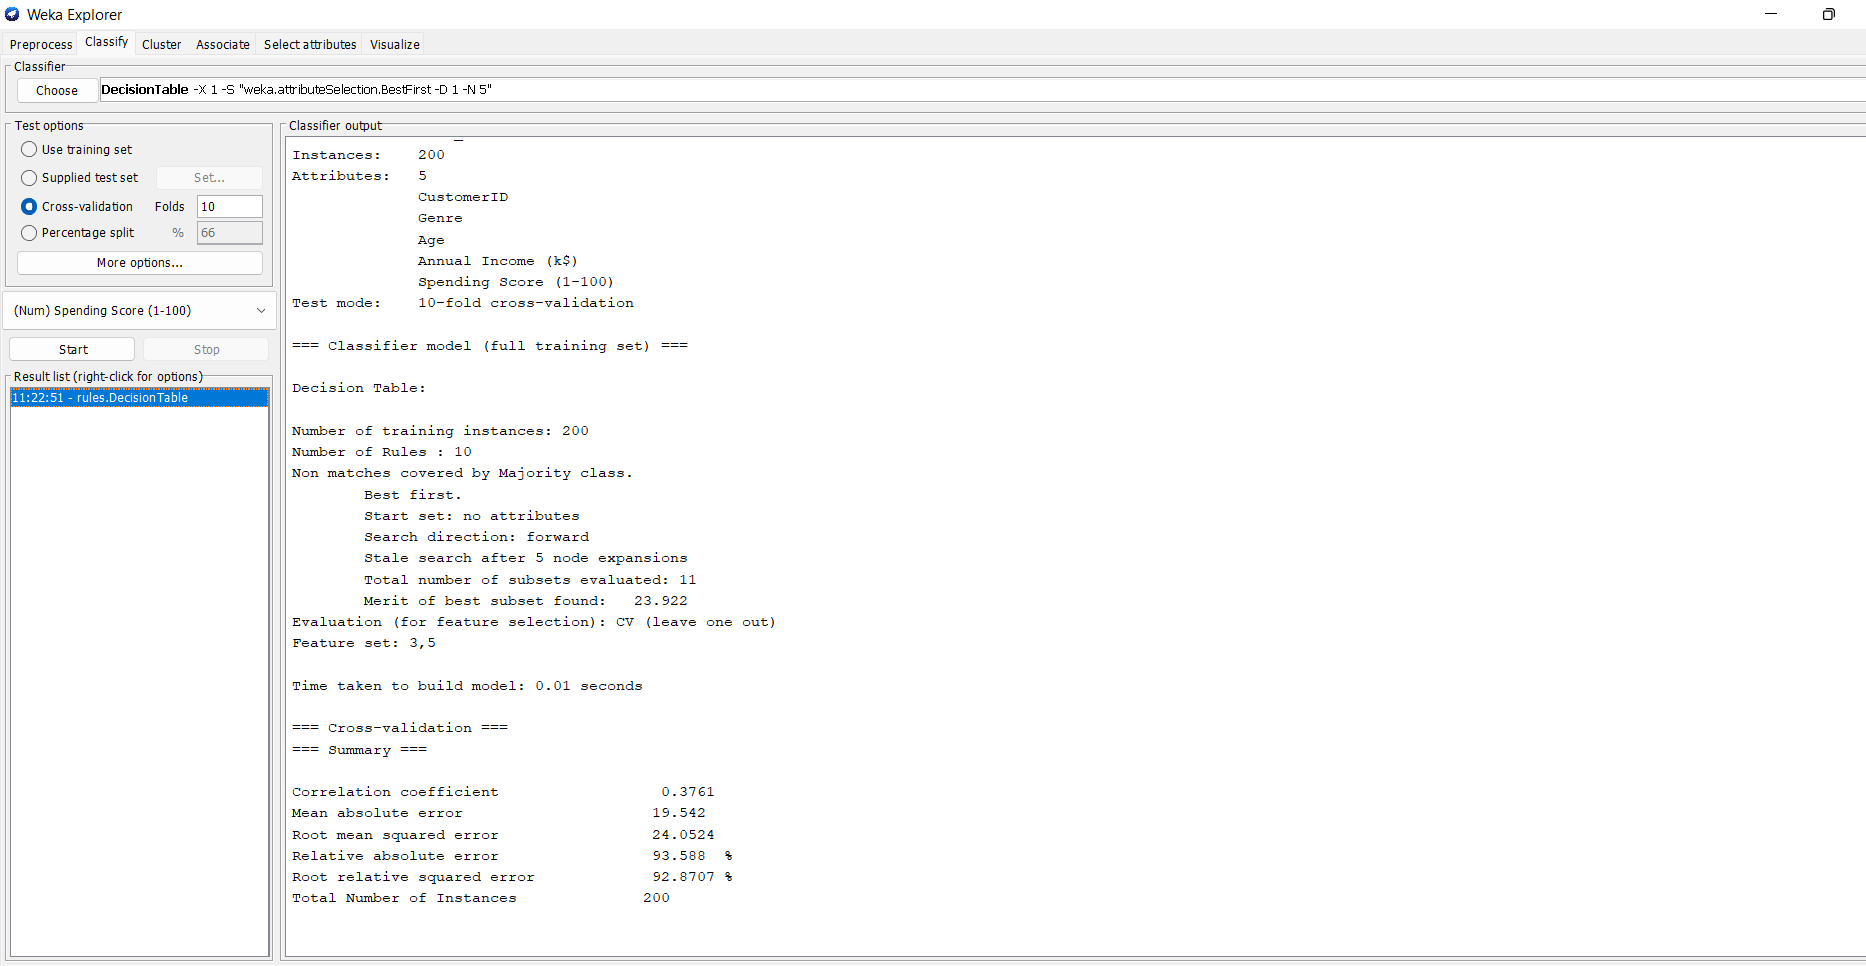 Weka Explorer
Preprocess Classify Cluster Associate Select attributes Visualize
Classifier
Choose DecisionTable -X 1 -S "weka.attributeSelection.BestFirst -D 1 -N 5"
Test options
Use training set
Supplied test set Set...
Cross-validation Folds 10
Percentage split % 66
More options...
(Num) Spending Score (1-100)
Start Stop
Result list (right-click for options)
11:22:51 - rules.DecisionTable
Classifier output
Instances: 200
Attributes: 5
CustomerID
Genre
Age
Annual Income (k$)
Spending Score (1-100)
Test mode: 10-fold cross-validation
=== Classifier model (full training set) ===
Decision Table:
Number of training instances: 200
Number of Rules : 10
Non matches covered by Majority class.
Best first.
Start set: no attributes
Search direction: forward
Stale search after 5 node expansions
Total number of subsets evaluated: 11
Merit of best subset found: 23.922
Evaluation (for feature selection): CV (leave one out)
Feature set: 3,5
Time taken to build model: 0.01 seconds
=== Cross-validation ===
=== Summary ===
Correlation coefficient 0.3761
Mean absolute error 19.542
Root mean squared error 24.0524
Relative absolute error 93.588 %
Root relative squared error 92.8707 %
Total Number of Instances 200